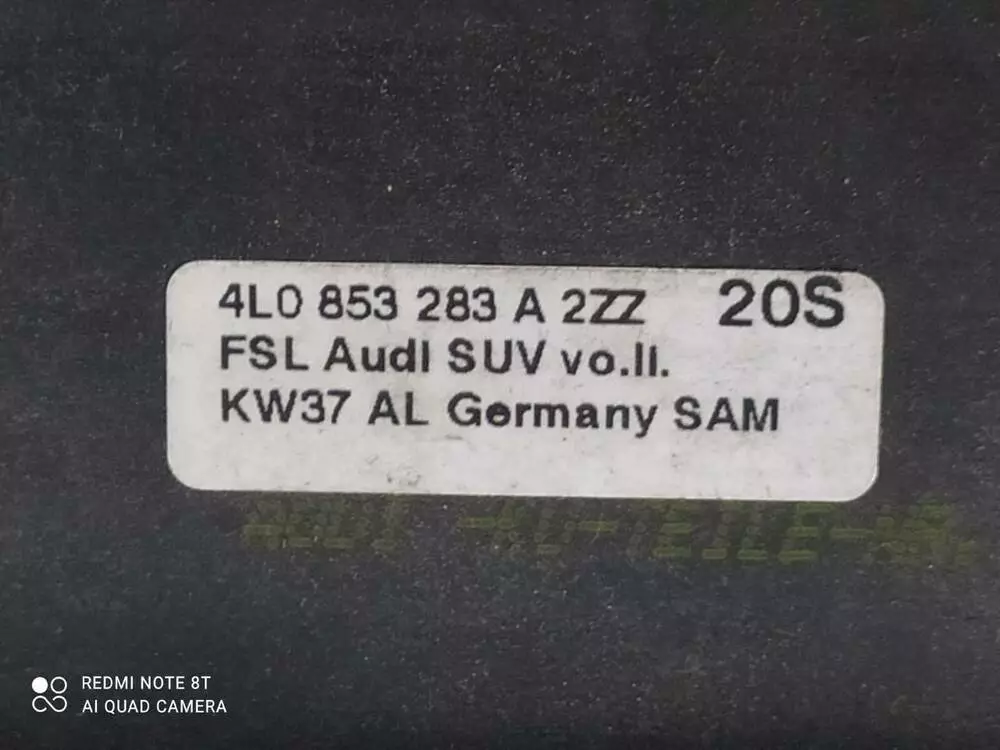 4L0 853 283 A 2ZZ 20S
FSL Audi SUV vo.li.
KW37 AL Germany SAM
REDMI NOTE 8T
AI QUAD CAMERA